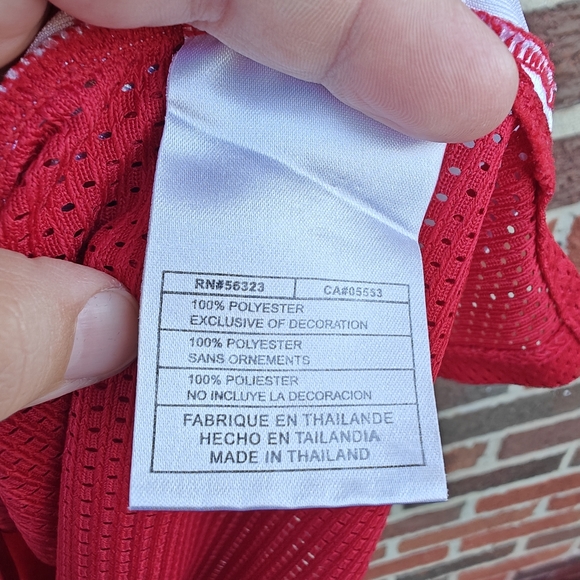 RN#56323 CA#05553
100% POLYESTER
EXCLUSIVE OF DECORATION
100% POLYESTER
SANS ORNEMENTS
100% POLIESTER
NO INCLUYE LA DECORACION
FABRIQUE EN THAILANDE
HECHO EN TAILANDIA
MADE IN THAILAND